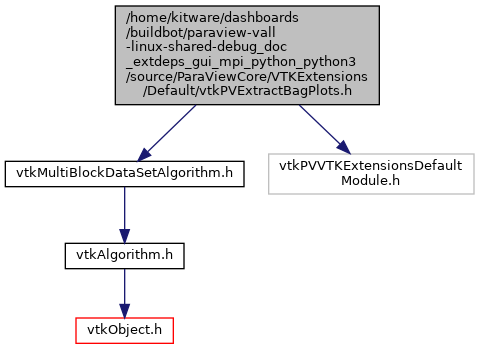 /home/kitware/dashboards
/buildbot/paraview-vall
-linux-shared-debug_doc
_extdeps_gui_mpi_python_python3
/source/ParaViewCore/VTKExtensions
/Default/vtkPVExtractBagPlots.h
vtkMultiBlockDataSetAlgorithm.h
vtkPVVTKExtensionsDefault
Module.h
vtkAlgorithm.h
vtkObject.h